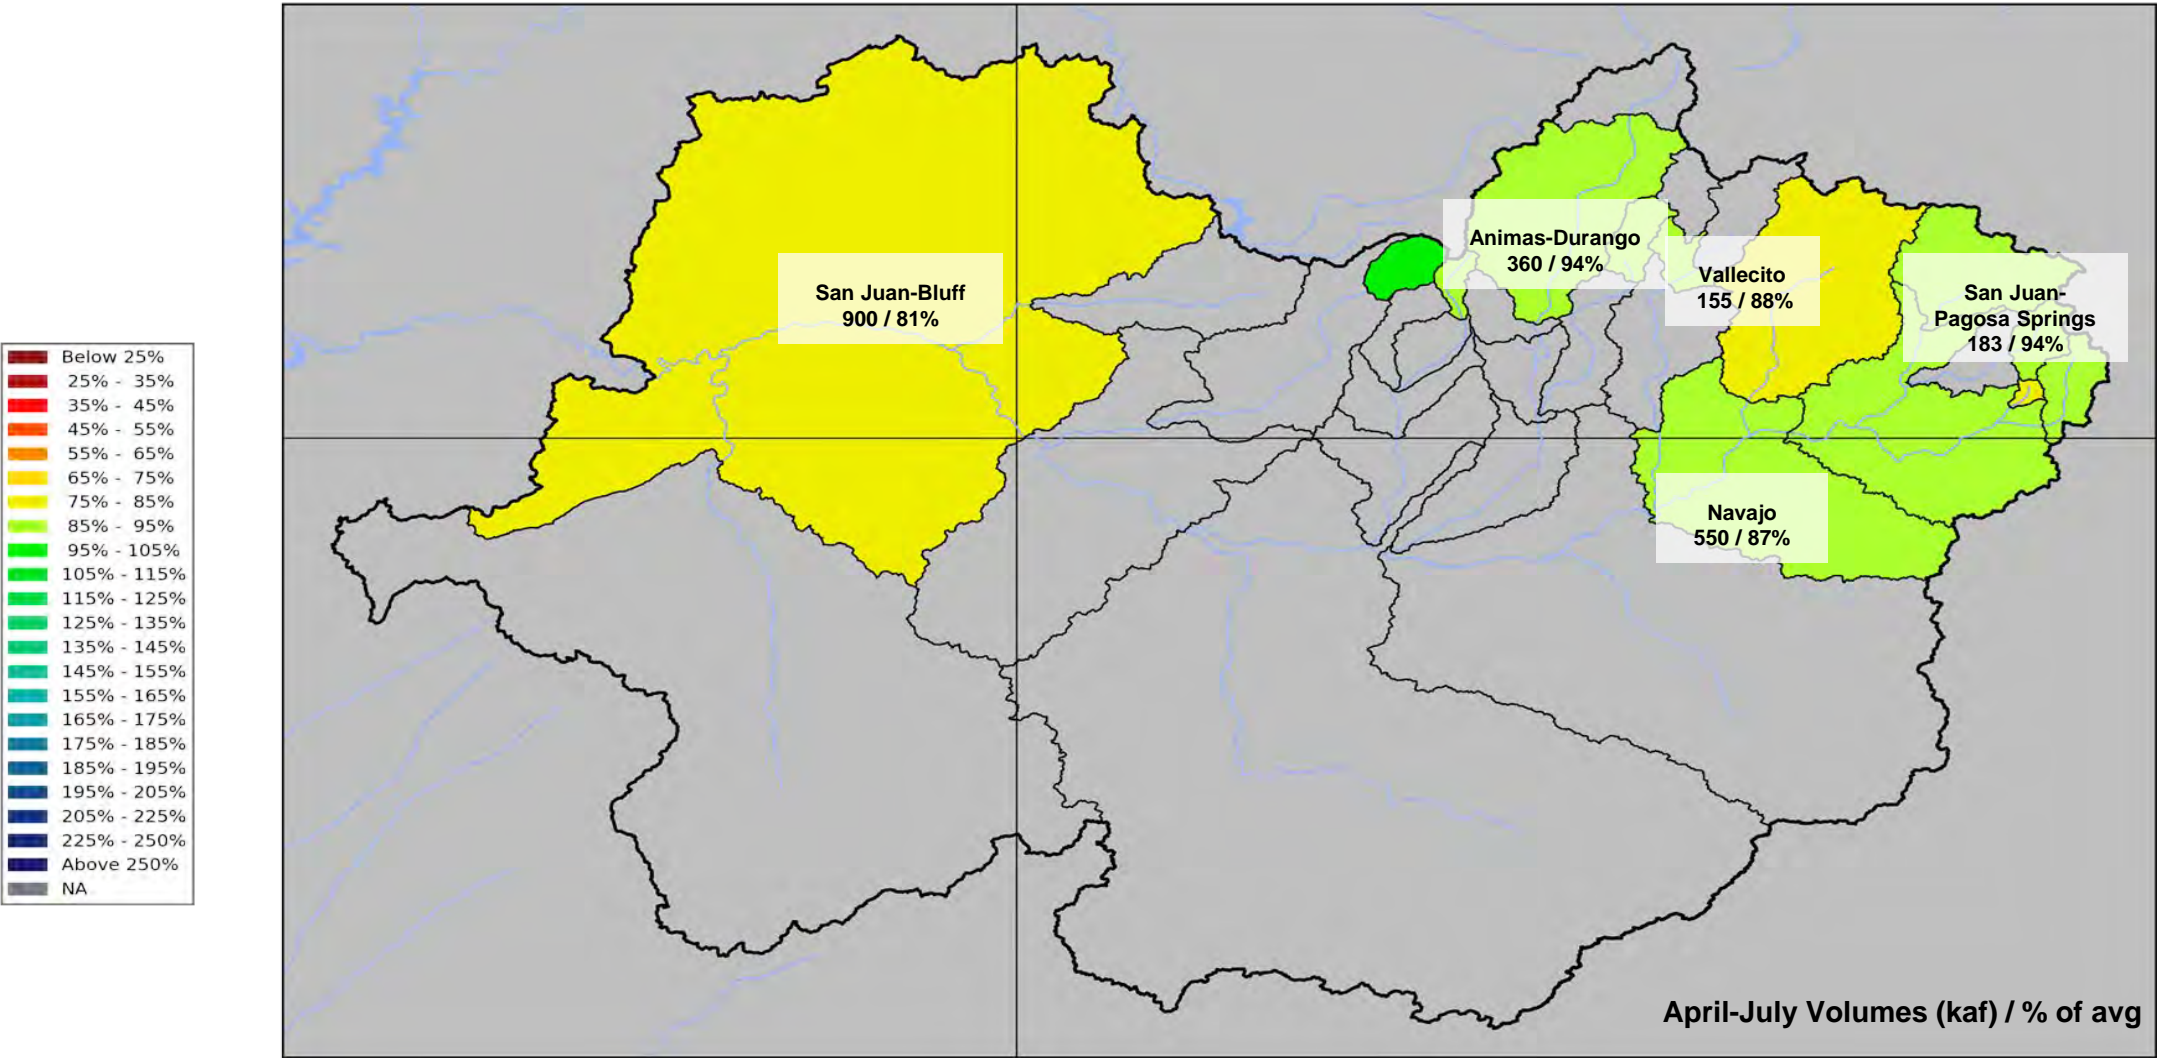 Below 25%
25% - 35%
35% - 45%
45% - 55%
55% - 65%
65% - 75%
75% - 85%
85% - 95%
95% - 105%
105% - 115%
115% - 125%
125% - 135%
135% - 145%
145% - 155%
155% - 165%
165% - 175%
175% - 185%
185% - 195%
195% - 205%
205% - 225%
225% - 250%
Above 250%
NA
San Juan-Bluff
900 / 81%
Animas-Durango
360 / 94%
Vallecito
155 / 88%
San Juan-
Pagosa Springs
183 / 94%
Navajo
550 / 87%
April-July Volumes (kaf) / % of avg